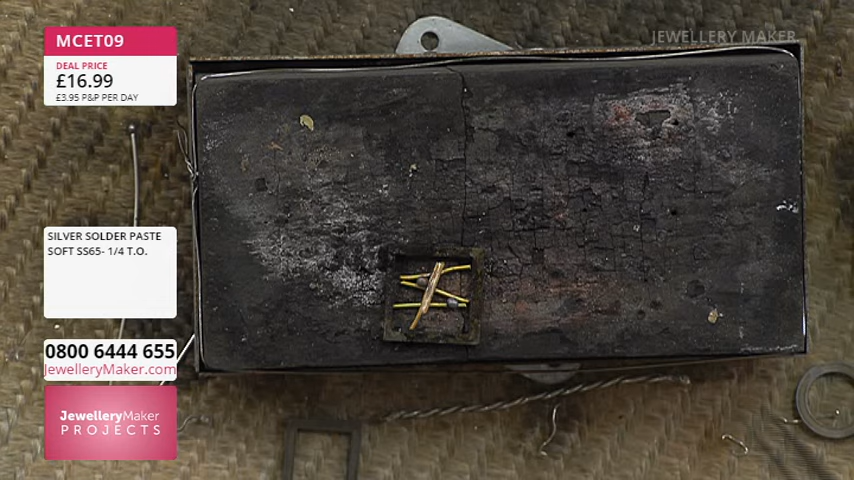 MCET09
JEWELLERY MAKER
DEAL PRICE
£16.99
£3.95 P&P PER DAY
SILVER SOLDER PASTE
SOFT SS65- 1/4 T.O.
0800 6444 655
JewelleryMaker.com
JewelleryMaker
PROJECTS